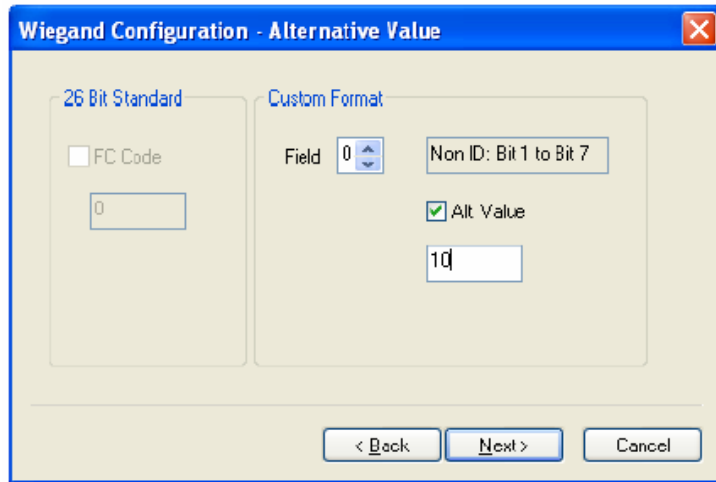 Wiegand Configuration - Alternative Value
26 Bit Standard
FC Code
0
Custom Format
Field 0 Non ID: Bit 1 to Bit 7
Alt. Value
10
< Back Next > Cancel